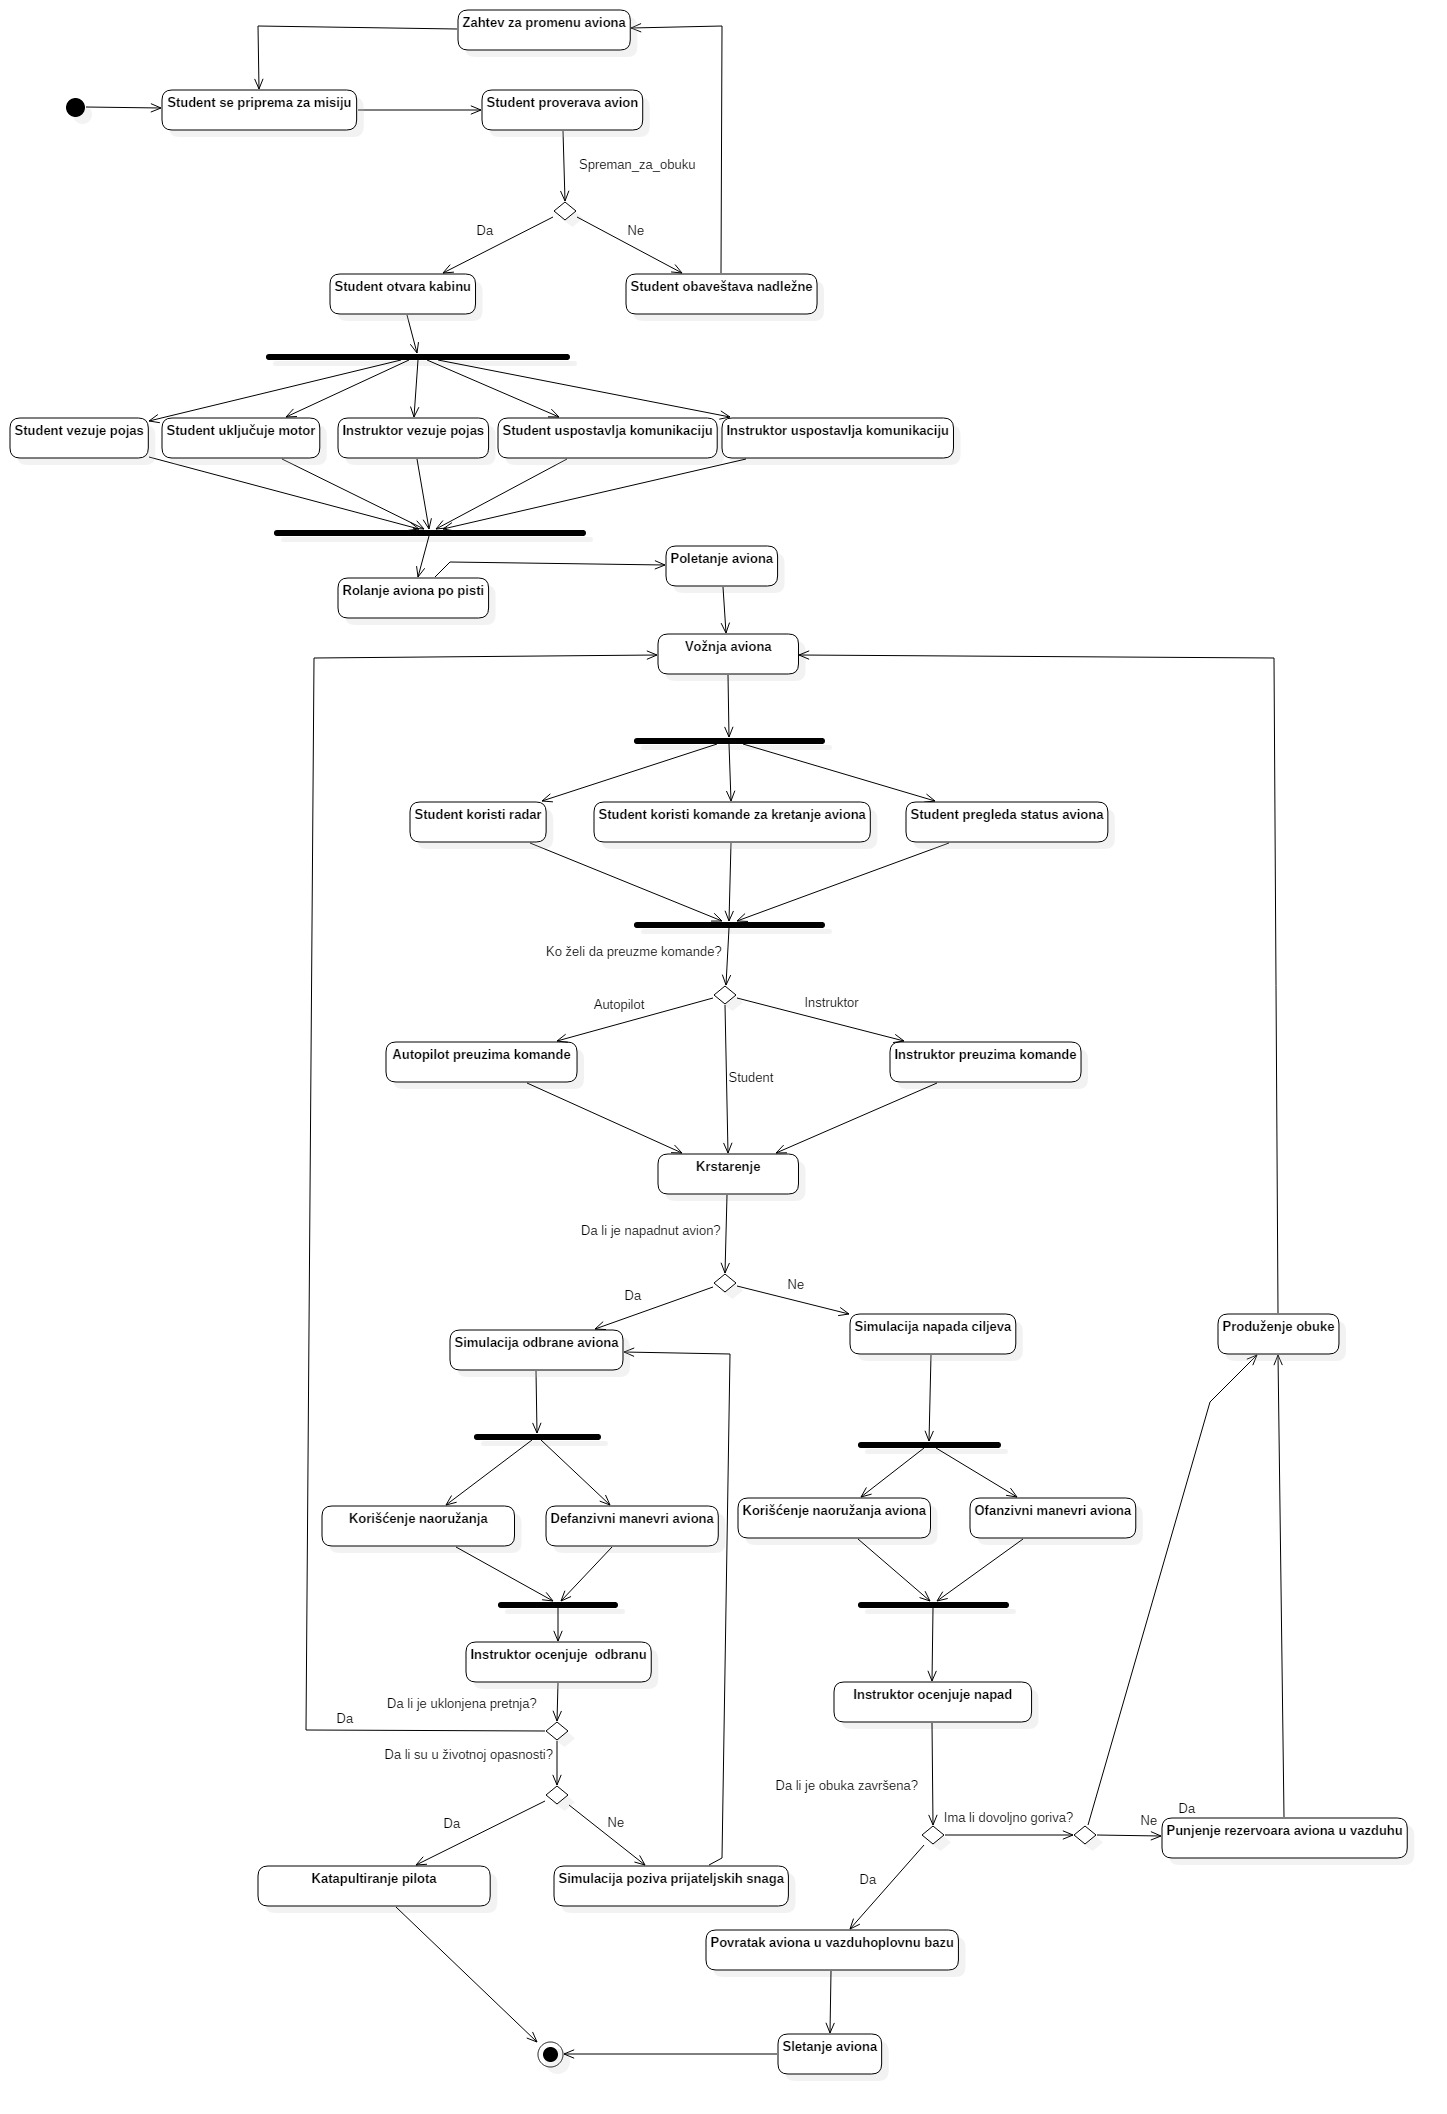 Zahtev za promenu aviona
Student se priprema za misiju
Student proverava avion
Spreman_za_obuku
Da
Ne
Student otvara kabinu
Student obaveštava nadležne
Student vezuje pojas
Student uključuje motor
Instruktor vezuje pojas
Student uspostavlja komunikaciju
Instruktor uspostavlja komunikaciju
Poletanje aviona
Rolanje aviona po pisti
Vožnja aviona
Student koristi radar
Student koristi komande za kretanje aviona
Student pregleda status aviona
Ko želi da preuzme komande?
Autopilot
Instruktor
Autopilot preuzima komande
Instruktor preuzima komande
Student
Krstarenje
Da li je napadnut avion?
Da
Ne
Simulacija napada ciljeva
Produženje obuke
Simulacija odbrane aviona
Korišćenje naoružanja
Defanzivni manevri aviona
Korišćenje naoružanja aviona
Ofanzivni manevri aviona
Instruktor ocenjuje  odbranu
Instruktor ocenjuje napad
Da li je uklonjena pretnja?
Da
Da li su u životnoj opasnosti?
Da li je obuka završena?
Da
Ne
Ima li dovoljno goriva?
Ne
Da
Punjenje rezervoara aviona u vazduhu
Katapultiranje pilota
Simulacija poziva prijateljskih snaga
Da
Povratak aviona u vazduhoplovnu bazu
Sletanje aviona